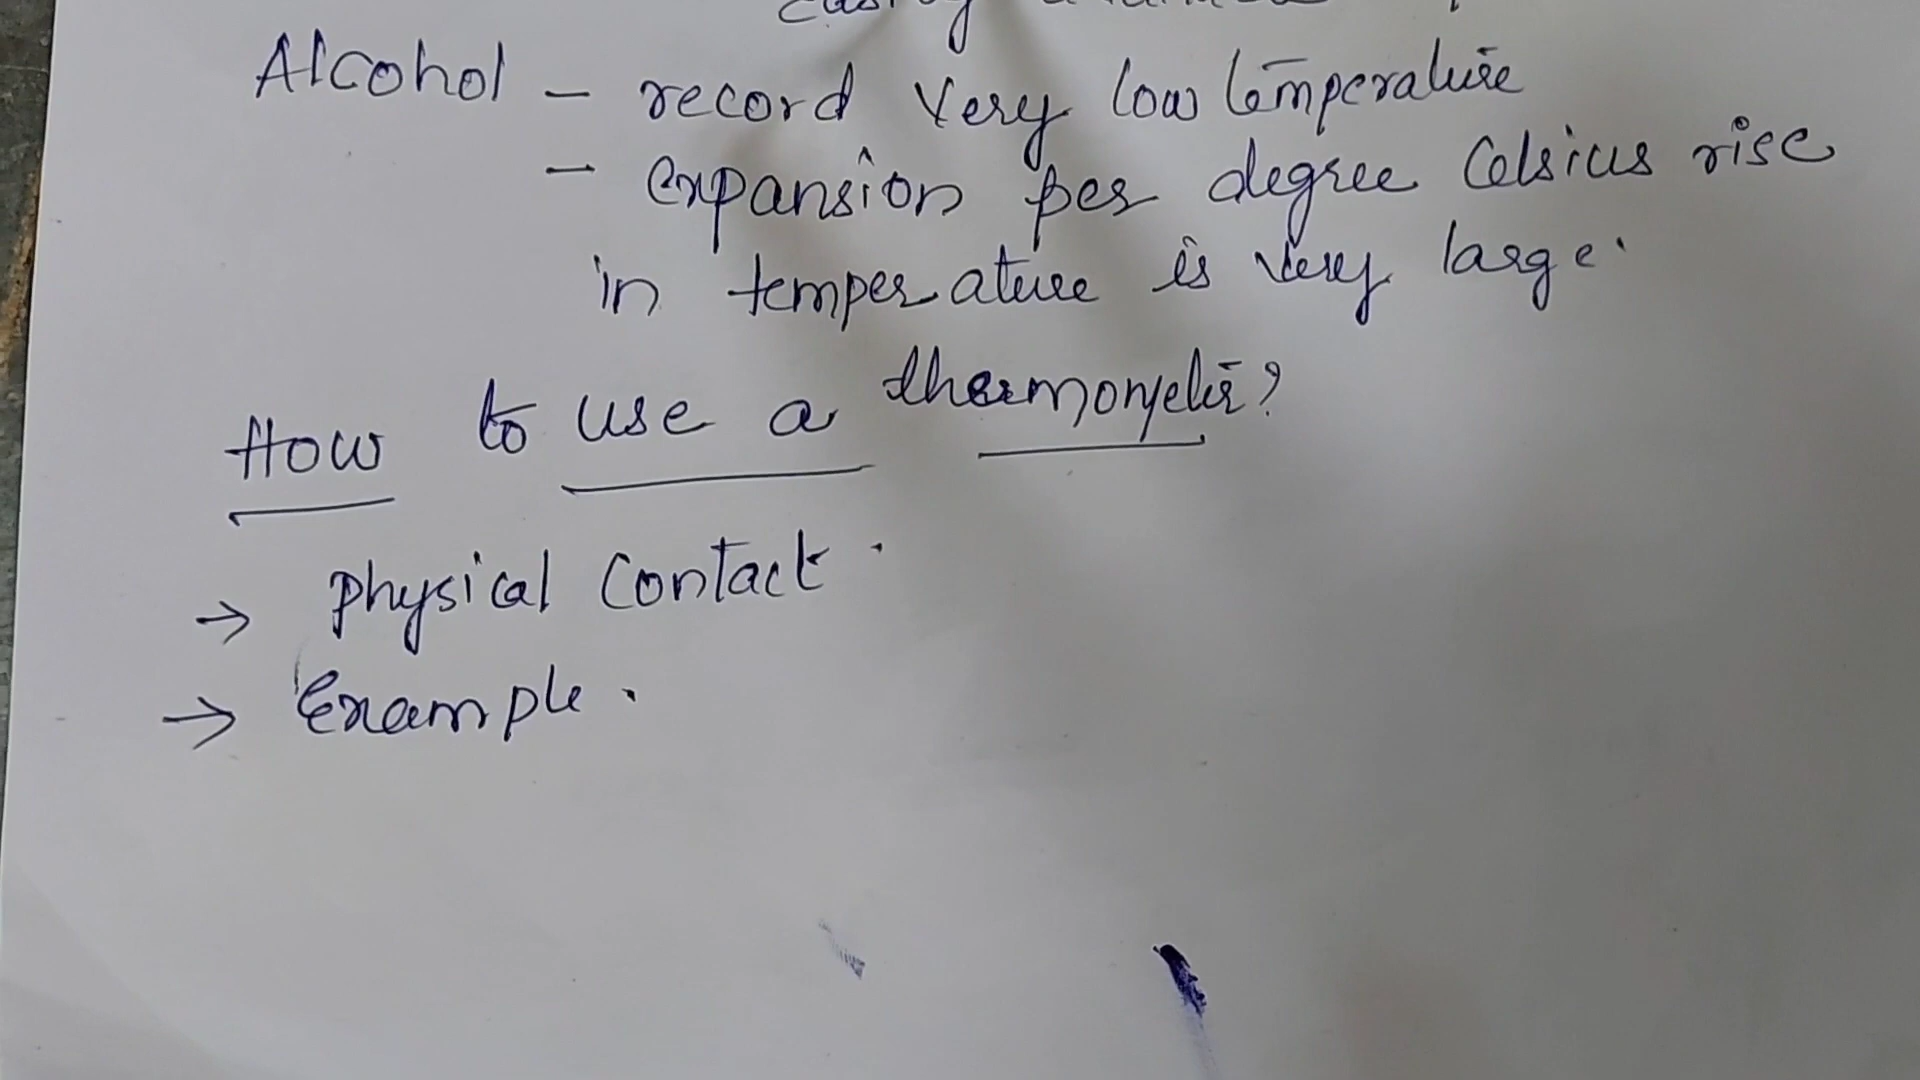 Alcohol - record very low temperature
- expansion per degree Celsius rise
in temperature is very large.
How to use a thermometer?
→ Physical Contact.
→ Example.